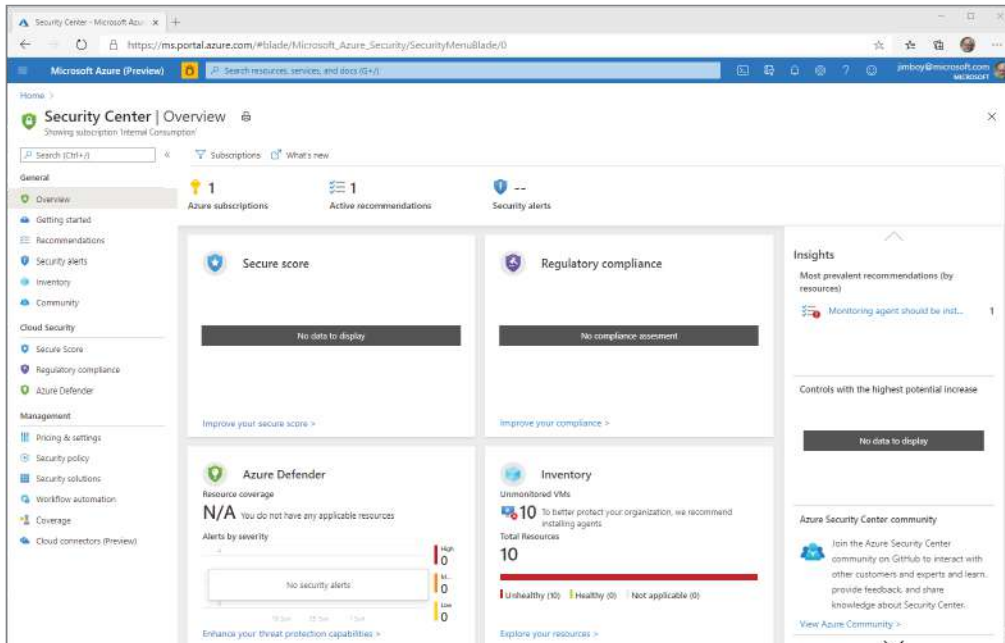 Security Center - Microsoft Azu
https://ms.portal.azure.com/#blade/Microsoft_Azure_Security/SecurityMenuBlade/0
Microsoft Azure (Preview)
Search resources, services, and docs (G+/)
jimboy@microsoft.com
MICROSOFT
Home >
Security Center | Overview
Showing subscription 'Internal Consumption'
Search (Ctrl+/)
«
Subscriptions
What's new
General
Overview
Getting started
Recommendations
Security alerts
Inventory
Community
Cloud Security
Secure Score
Regulatory compliance
Azure Defender
Management
Pricing & settings
Security policy
Security solutions
Workflow automation
Coverage
Cloud connectors (Preview)
1
Azure subscriptions
1
Active recommendations
--
Security alerts
Secure score
No data to display
Improve your secure score >
Regulatory compliance
No compliance assesment
Improve your compliance >
Azure Defender
Resource coverage
N/A You do not have any applicable resources
Alerts by severity
High
0
M...
0
Low
0
No security alerts
Enhance your threat protection capabilities >
Inventory
Unmonitored VMs
10 To better protect your organization, we recommend
installing agents
Total Resources
10
Unhealthy (10) Healthy (0) Not applicable (0)
Explore your resources >
Insights
Most prevalent recommendations (by
resources)
Monitoring agent should be inst... 1
Controls with the highest potential increase
No data to display
Azure Security Center community
Join the Azure Security Center
community on GitHub to interact with
other customers and experts and learn,
provide feedback, and share
knowledge about Security Center.
View Azure Community >